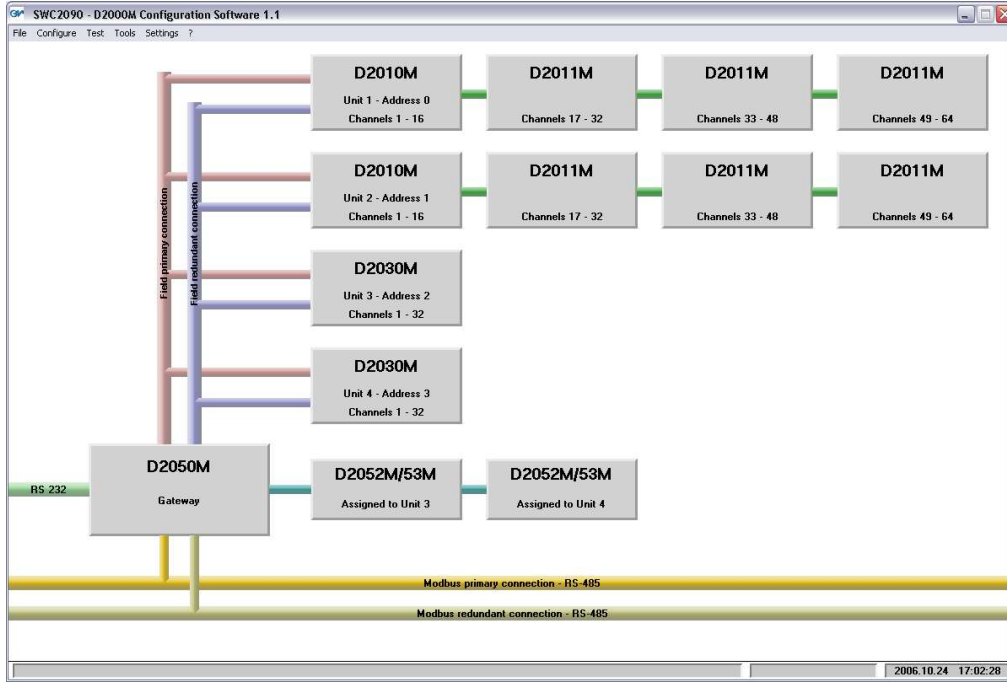 SWC2090 - D2000M Configuration Software 1.1
File Configure Test Tools Settings ?
D2010M
Unit 1 - Address 0
Channels 1 - 16
D2011M
Channels 17 - 32
D2011M
Channels 33 - 48
D2011M
Channels 49 - 64
D2010M
Unit 2 - Address 1
Channels 1 - 16
D2011M
Channels 17 - 32
D2011M
Channels 33 - 48
D2011M
Channels 49 - 64
Field primary connection
Field redundant connection
D2030M
Unit 3 - Address 2
Channels 1 - 32
D2030M
Unit 4 - Address 3
Channels 1 - 32
RS 232
D2050M
Gateway
D2052M/53M
Assigned to Unit 3
D2052M/53M
Assigned to Unit 4
Modbus primary connection - RS-485
Modbus redundant connection - RS-485
2006.10.24 17:02:28